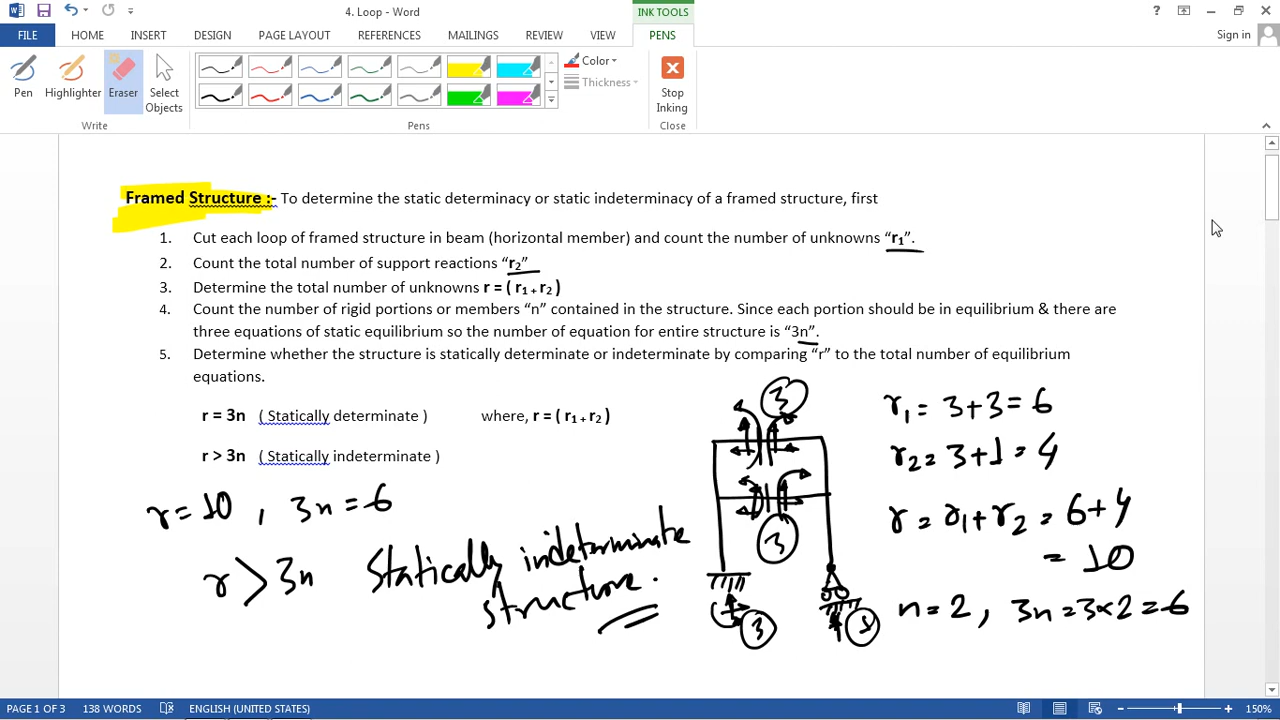 4. Loop - Word
INK TOOLS
?
FILE HOME INSERT DESIGN PAGE LAYOUT REFERENCES MAILINGS REVIEW VIEW PENS
Sign in
Pen Highlighter Eraser Select Objects
Color
Thickness
Stop Inking
Write Pens Close
Framed Structure :- To determine the static determinacy or static indeterminacy of a framed structure, first
1. Cut each loop of framed structure in beam (horizontal member) and count the number of unknowns “r1”.
2. Count the total number of support reactions “r2”
3. Determine the total number of unknowns r = ( r1 + r2 )
4. Count the number of rigid portions or members “n” contained in the structure. Since each portion should be in equilibrium & there are
three equations of static equilibrium so the number of equation for entire structure is “3n”.
5. Determine whether the structure is statically determinate or indeterminate by comparing “r” to the total number of equilibrium
equations.
r = 3n ( Statically determinate ) where, r = ( r1 + r2 )
r > 3n ( Statically indeterminate )
r = 10 , 3n = 6
r > 3n Statically indeterminate
structure.
3
3
3
r1 = 3+3 = 6
r2 = 3+1 = 4
r = r1+r2 = 6+4
= 10
n = 2, 3n = 3×2 = 6
PAGE 1 OF 3 138 WORDS ENGLISH (UNITED STATES) 150%